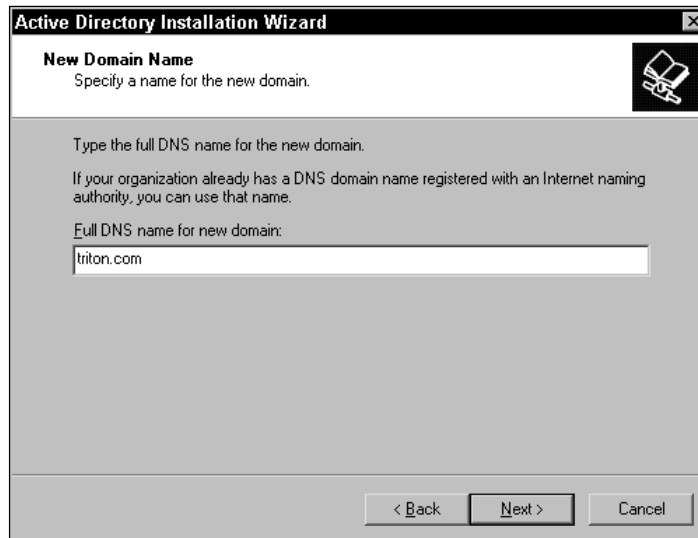 Active Directory Installation Wizard
New Domain Name
Specify a name for the new domain.
Type the full DNS name for the new domain.
If your organization already has a DNS domain name registered with an Internet naming
authority, you can use that name.
Full DNS name for new domain:
triton.com
< Back Next > Cancel